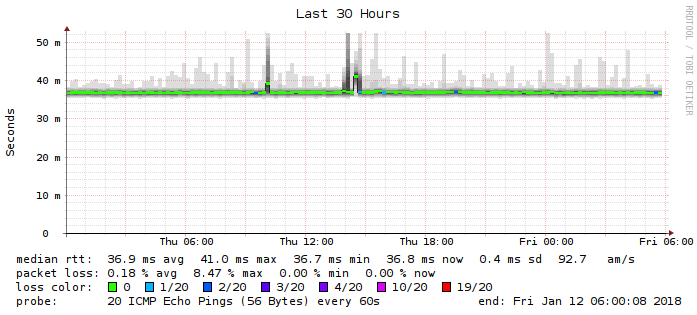 Last 30 Hours
RRDTOOL / TOBI OETIKER
Seconds
50 m
40 m
30 m
20 m
10 m
0
Thu 06:00 Thu 12:00 Thu 18:00 Fri 00:00 Fri 06:00
median rtt: 36.9 ms avg 41.0 ms max 36.7 ms min 36.8 ms now 0.4 ms sd 92.7 am/s
packet loss: 0.18 % avg 8.47 % max 0.00 % min 0.00 % now
loss color: 0 1/20 2/20 3/20 4/20 10/20 19/20
probe: 20 ICMP Echo Pings (56 Bytes) every 60s end: Fri Jan 12 06:00:08 2018